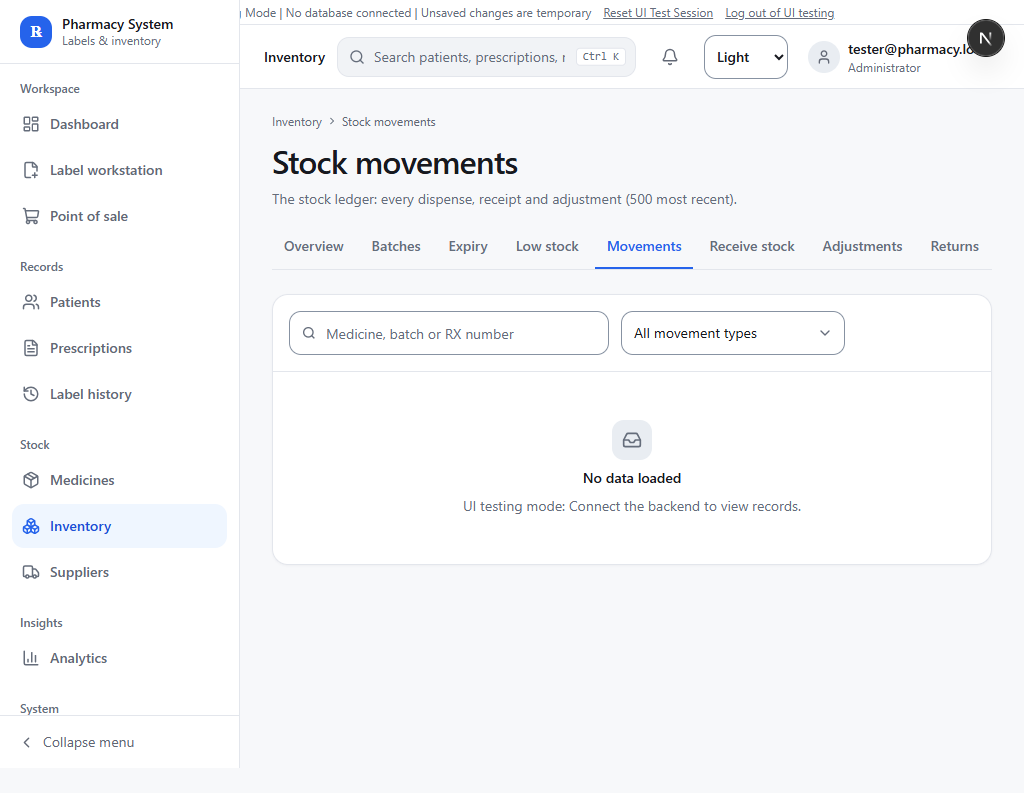 Pharmacy System
Labels & inventory
Workspace
Dashboard
Label workstation
Point of sale
Records
Patients
Prescriptions
Label history
Stock
Medicines
Inventory
Suppliers
Insights
Analytics
System
Collapse menu
Mode | No database connected | Unsaved changes are temporary Reset UI Test Session Log out of UI testing
Inventory
Search patients, prescriptions,
Ctrl K
Light
tester@pharmacy.lo
Administrator
N
Inventory > Stock movements
Stock movements
The stock ledger: every dispense, receipt and adjustment (500 most recent).
Overview Batches Expiry Low stock Movements Receive stock Adjustments Returns
Medicine, batch or RX number
All movement types
No data loaded
UI testing mode: Connect the backend to view records.